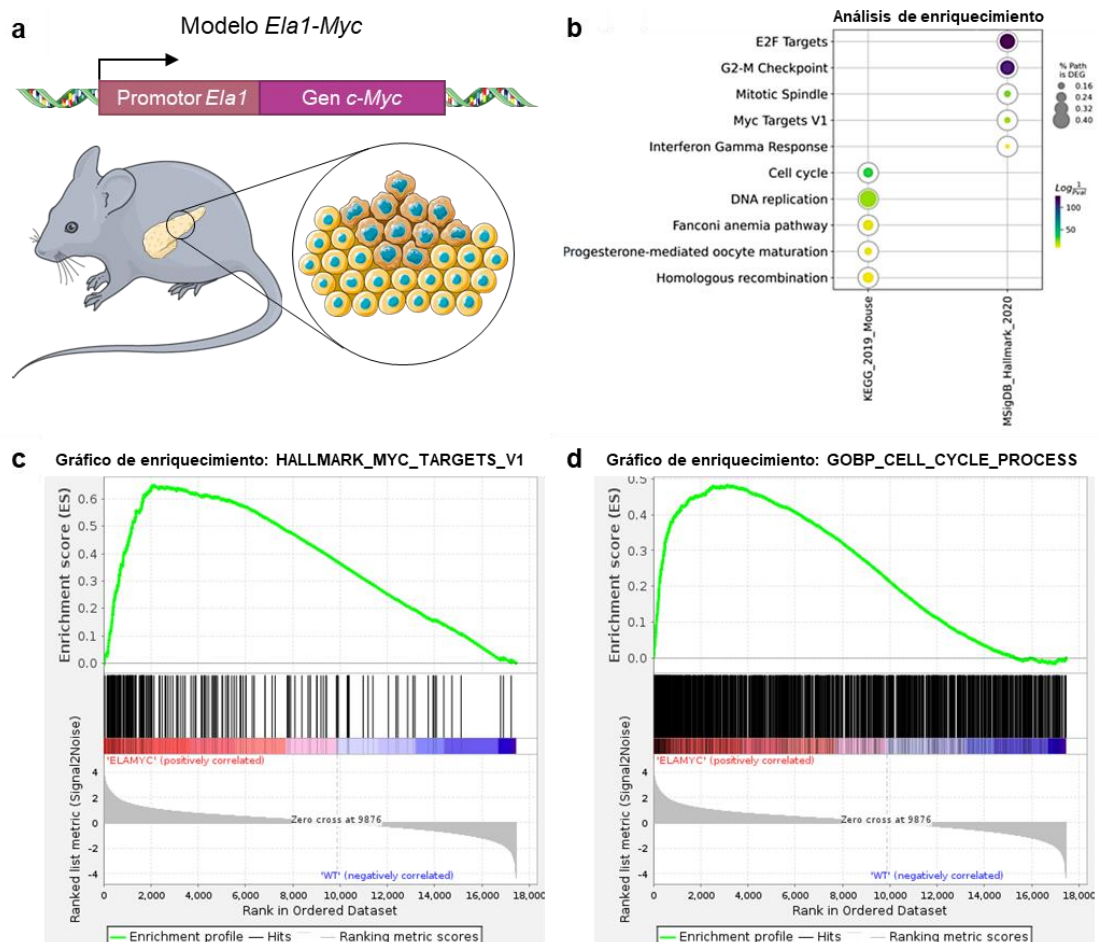 a
Modelo Ela1-Myc
Promotor Ela1
Gen c-Myc
b
Análisis de enriquecimiento
E2F Targets
G2-M Checkpoint
Mitotic Spindle
Myc Targets V1
Interferon Gamma Response
Cell cycle
DNA replication
Fanconi anemia pathway
Progesterone-mediated oocyte maturation
Homologous recombination
KEGG_2019_Mouse
MSigDB_Hallmark_2020
% Path
is DEG
0.16
0.24
0.32
0.40
Log 1/Pval
100
50
c
Gráfico de enriquecimiento: HALLMARK_MYC_TARGETS_V1
Enrichment score (ES)
0.6
0.5
0.4
0.3
0.2
0.1
0.0
'ELAMYC' (positively correlated)
Ranked list metric (Signal2Noise)
4
2
0
-2
-4
Zero cross at 9876
'WT' (negatively correlated)
0 2,000 4,000 6,000 8,000 10,000 12,000 14,000 16,000 18,000
Rank in Ordered Dataset
Enrichment profile Hits Ranking metric scores
d
Gráfico de enriquecimiento: GOBP_CELL_CYCLE_PROCESS
Enrichment score (ES)
0.5
0.4
0.3
0.2
0.1
0.0
'ELAMYC' (positively correlated)
Ranked list metric (Signal2Noise)
4
2
0
-2
-4
Zero cross at 9876
'WT' (negatively correlated)
0 2,000 4,000 6,000 8,000 10,000 12,000 14,000 16,000 18,000
Rank in Ordered Dataset
Enrichment profile Hits Ranking metric scores